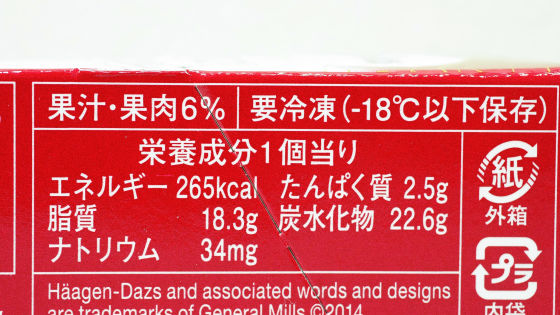 果汁・果肉6% 要冷凍(-18℃以下保存)
栄養成分1個当り
エネルギー 265kcal たんぱく質 2.5g
脂質 18.3g 炭水化物 22.6g
ナトリウム 34mg
紙
外箱
プラ
内袋
Häagen-Dazs and associated words and designs
are trademarks of General Mills ©2014